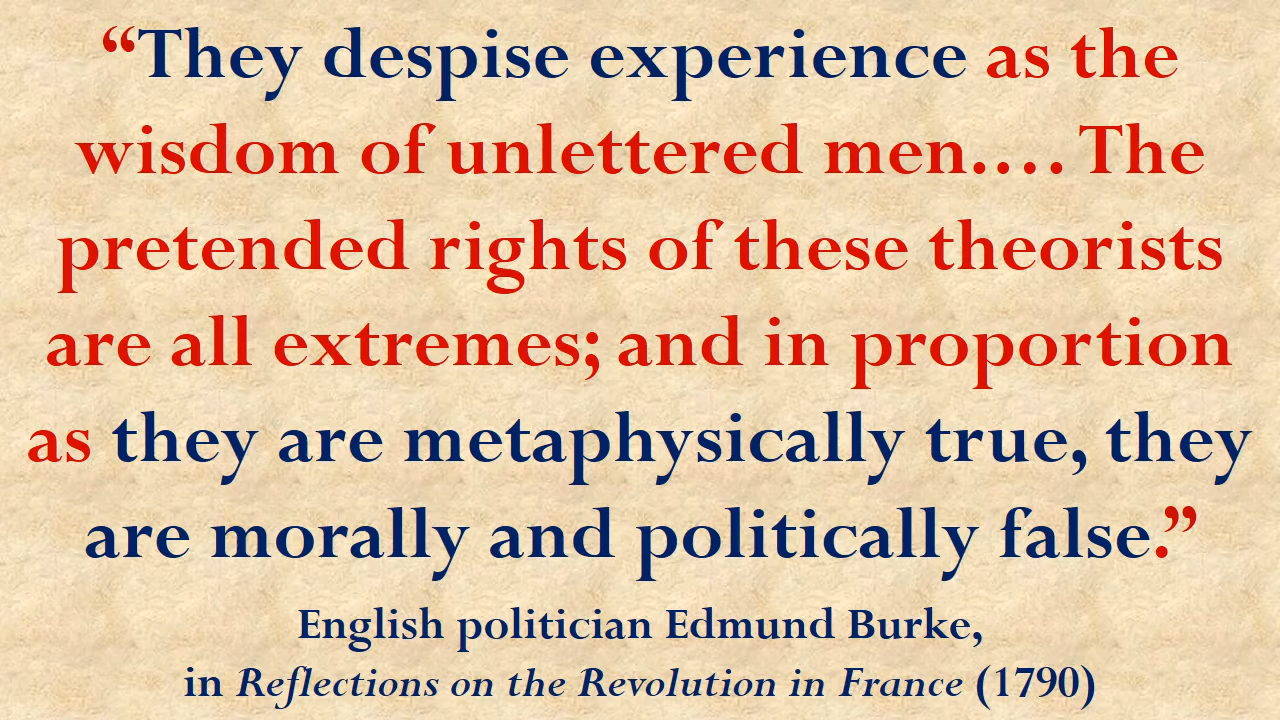 “They despise experience as the
wisdom of unlettered men.… The
pretended rights of these theorists
are all extremes; and in proportion
as they are metaphysically true, they
are morally and politically false.”
English politician Edmund Burke,
in Reflections on the Revolution in France (1790)